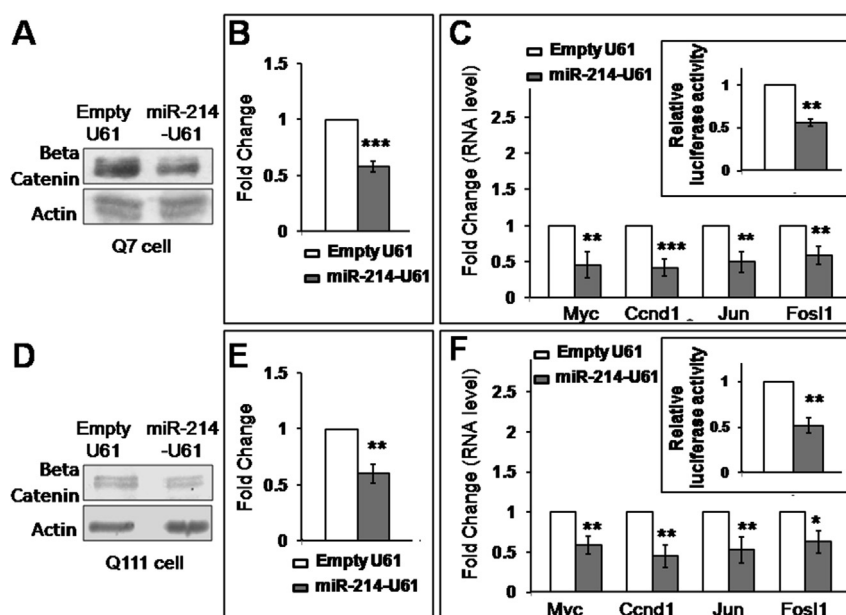 A
Empty miR-214
U61 -U61
Beta
Catenin
Actin
Q7 cell
B
Fold Change
1.5
1
0.5
0
***
Empty U61
miR-214-U61
C
Empty U61
miR-214-U61
Fold Change (RNA level)
2.5
2
1.5
1
0.5
0
**
***
**
**
Myc Ccnd1 Jun Fosl1
Relative
luciferase activity
1
0.5
0
**
D
Empty miR-214
U61 -U61
Beta
Catenin
Actin
Q111 cell
E
Fold Change
1.5
1
0.5
0
**
Empty U61
miR-214-U61
F
Empty U61
miR-214-U61
Fold Change (RNA level)
2.5
2
1.5
1
0.5
0
**
**
**
*
Myc Ccnd1 Jun Fosl1
Relative
luciferase activity
1
0.5
0
**